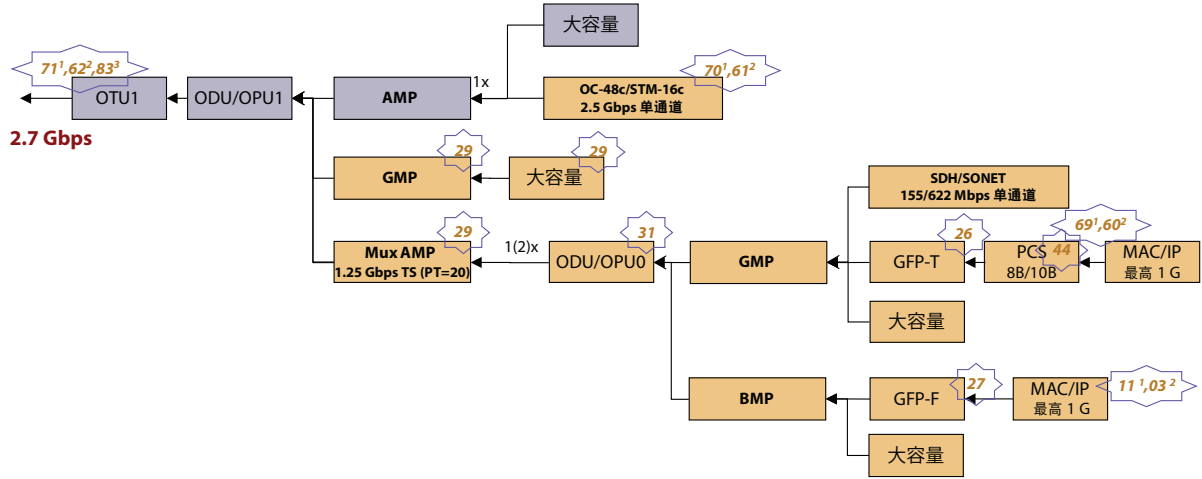 大容量
71¹,62²,83³
OTU1
ODU/OPU1
AMP
1x
OC-48c/STM-16c
2.5 Gbps 单通道
70¹,61²
2.7 Gbps
29
GMP
29
大容量
SDH/SONET
155/622 Mbps 单通道
29
Mux AMP
1.25 Gbps TS (PT=20)
1(2)x
31
ODU/OPU0
GMP
26
GFP-T
44
PCS
8B/10B
69¹,60²
MAC/IP
最高 1 G
大容量
BMP
27
GFP-F
MAC/IP
最高 1 G
11 ¹,03 ²
大容量